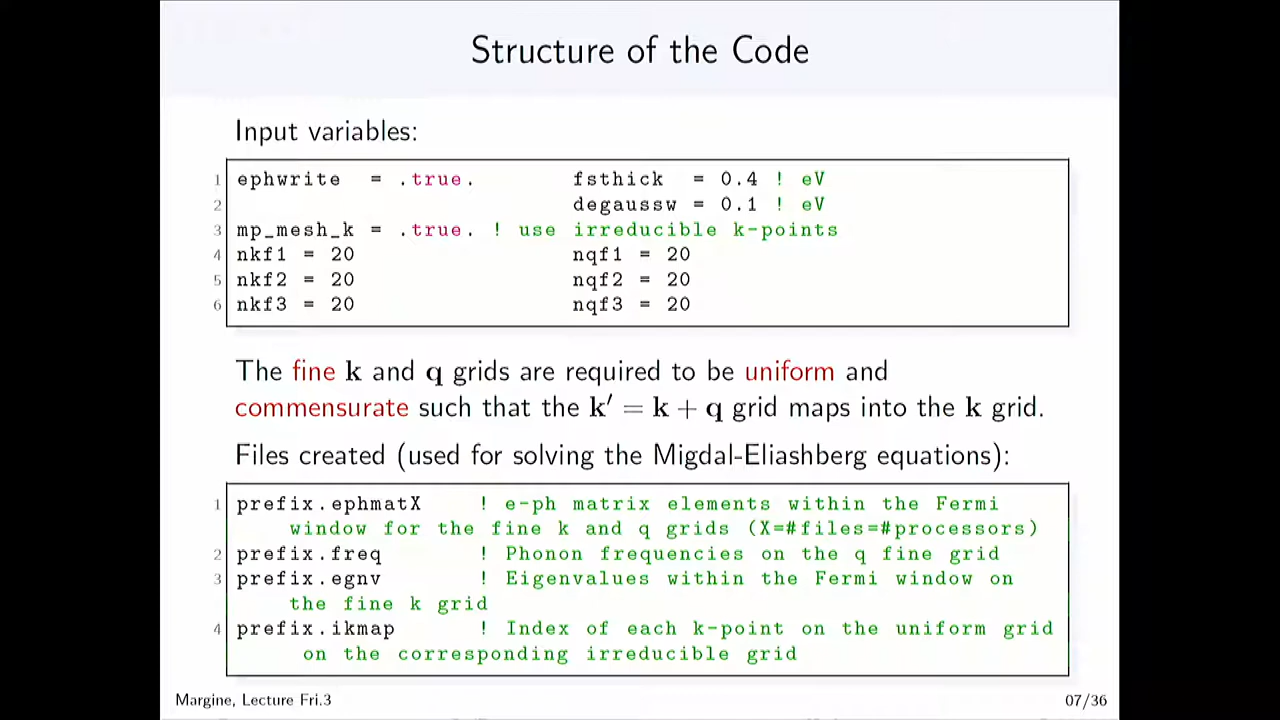 Structure of the Code
Input variables:
1 ephwrite = .true. fsthick = 0.4 ! eV
2 degaussw = 0.1 ! eV
3 mp_mesh_k = .true. ! use irreducible k-points
4 nkf1 = 20 nqf1 = 20
5 nkf2 = 20 nqf2 = 20
6 nkf3 = 20 nqf3 = 20
The fine k and q grids are required to be uniform and
commensurate such that the k′ = k + q grid maps into the k grid.
Files created (used for solving the Migdal-Eliashberg equations):
1 prefix.ephmatX ! e-ph matrix elements within the Fermi
window for the fine k and q grids (X=#files=#processors)
2 prefix.freq ! Phonon frequencies on the q fine grid
3 prefix.egnv ! Eigenvalues within the Fermi window on
the fine k grid
4 prefix.ikmap ! Index of each k-point on the uniform grid
on the corresponding irreducible grid
Margine, Lecture Fri.3 07/36